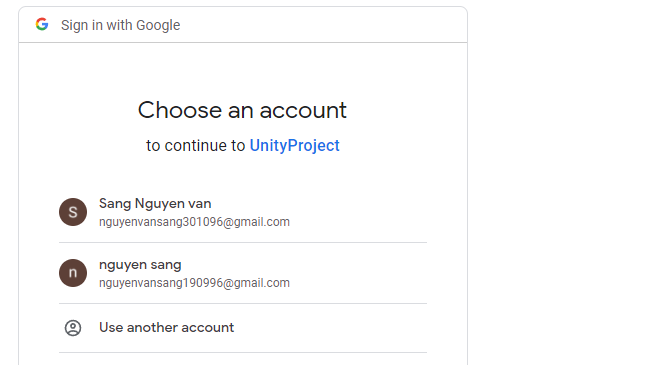 Sign in with Google
Choose an account
to continue to UnityProject
S
Sang Nguyen van
nguyenvansang301096@gmail.com
n
nguyen sang
nguyenvansang190996@gmail.com
Use another account